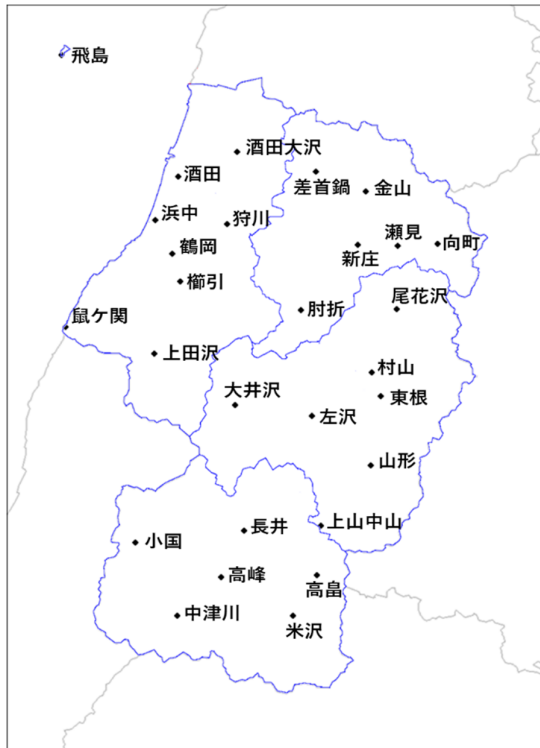 飛島
酒田大沢
酒田
差首鍋
金山
浜中
狩川
鶴岡
新庄
瀬見
向町
櫛引
肘折
尾花沢
鼠ケ関
上田沢
村山
大井沢
東根
左沢
山形
上山中山
長井
小国
高峰
高畠
中津川
米沢